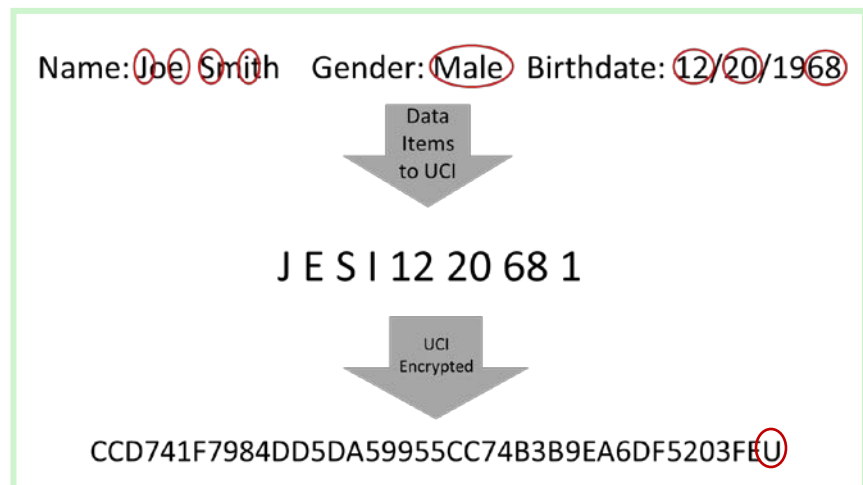 Name: Joe Smith Gender: Male Birthdate: 12/20/1968
Data
Items
to UCI
J E S I 12 20 68 1
UCI
Encrypted
CCD741F7984DD5DA59955CC74B3B9EA6DF5203FEU